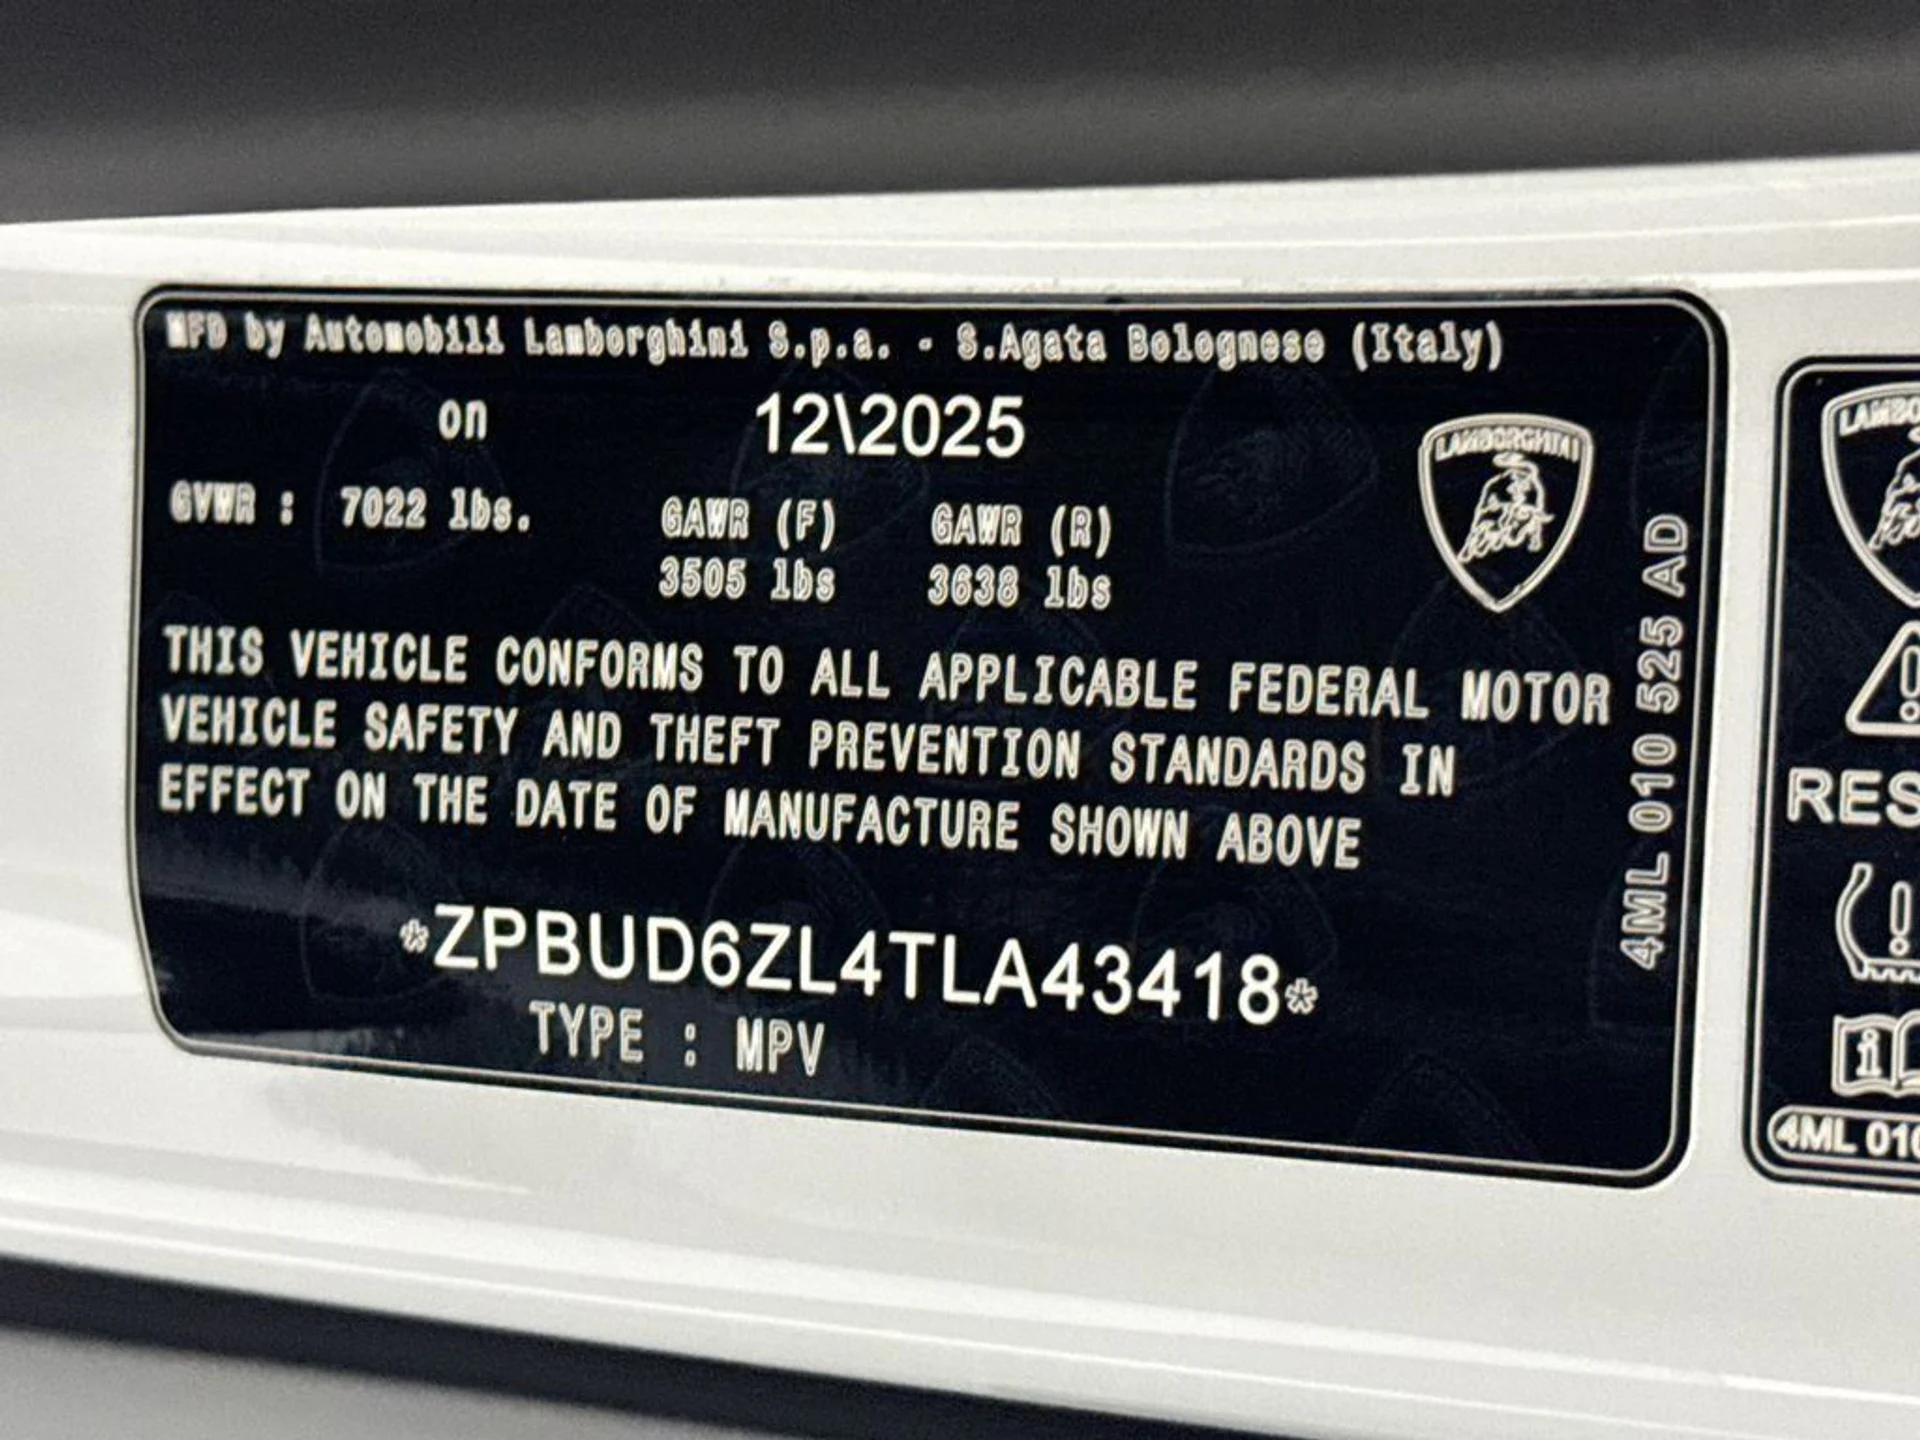 MFD by Automobili Lamborghini S.p.a. - S.Agata Bolognese (Italy)
on 12\2025
GVWR : 7022 lbs. GAWR (F) GAWR (R)
3505 lbs 3638 lbs
LAMBORGHINI
THIS VEHICLE CONFORMS TO ALL APPLICABLE FEDERAL MOTOR
VEHICLE SAFETY AND THEFT PREVENTION STANDARDS IN
EFFECT ON THE DATE OF MANUFACTURE SHOWN ABOVE
*ZPBUD6ZL4TLA43418*
TYPE : MPV
4ML 010 525 AD
LAMBO
RES
4ML 010